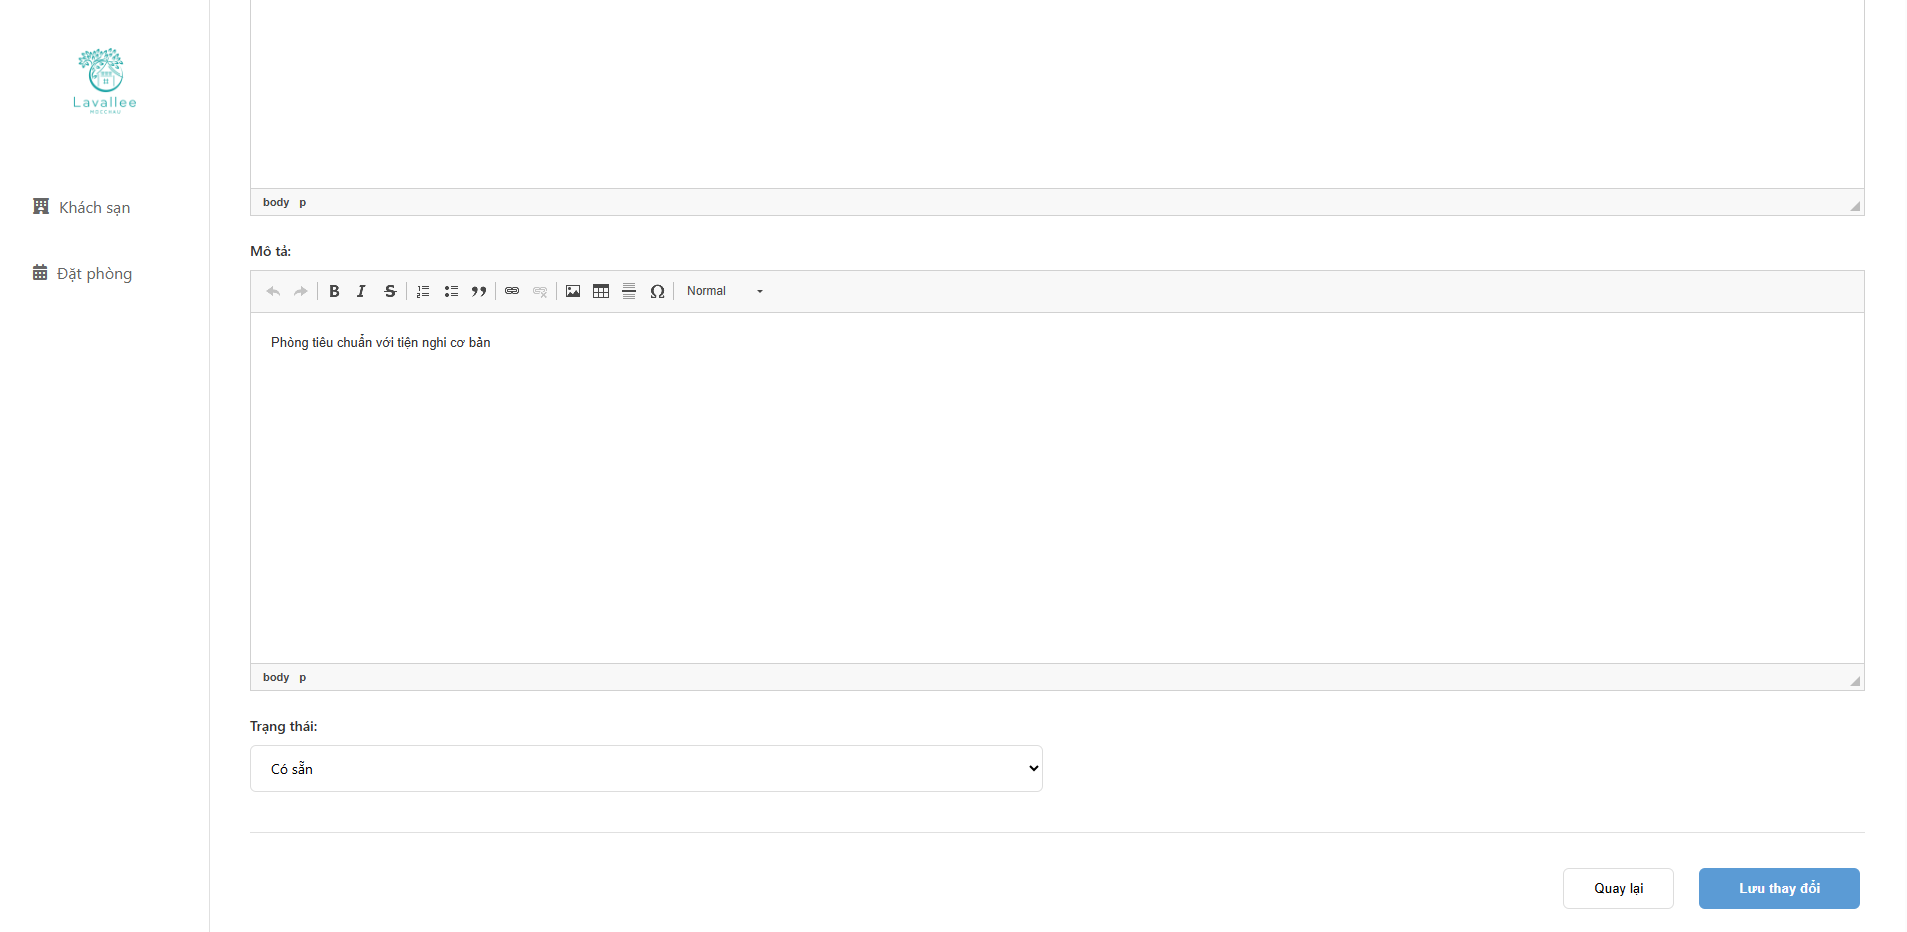 Lavallee
MOCCHAU
Khách sạn
Đặt phòng
body p
Mô tả:
Normal
Phòng tiêu chuẩn với tiện nghi cơ bản
body p
Trạng thái:
Có sẵn
Quay lại
Lưu thay đổi